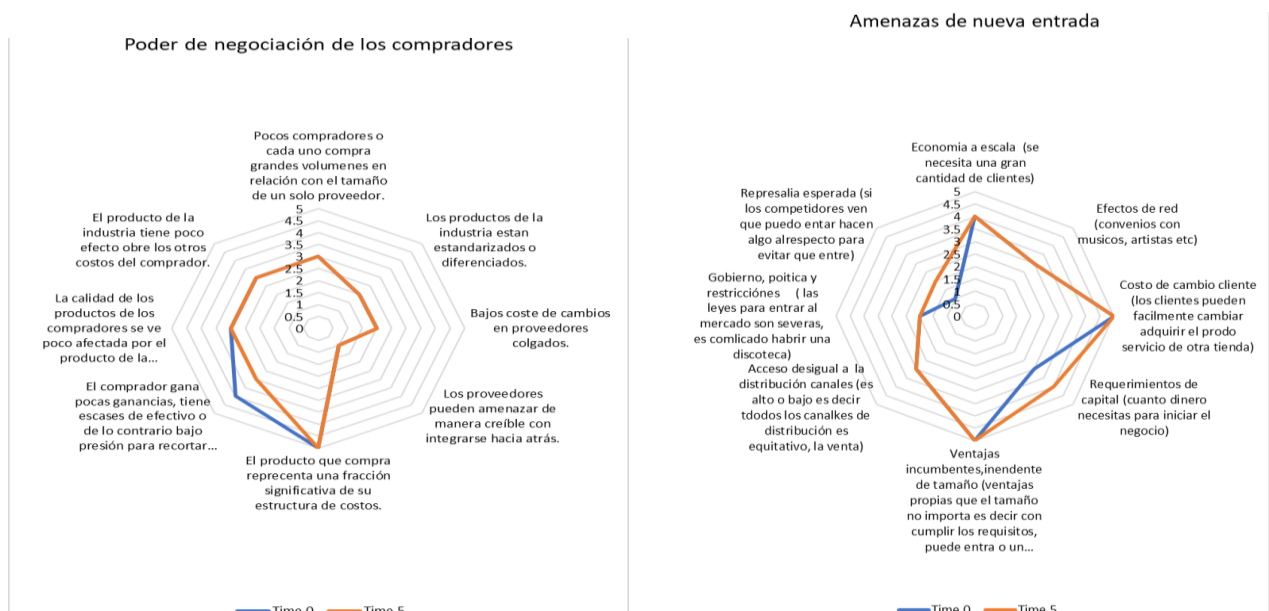 Poder de negociación de los compradores
Pocos compradores o
cada uno compra
grandes volumenes en
relación con el tamaño
de un solo proveedor.
5
4.5
4
3.5
3
2.5
2
1.5
1
0.5
0
Los productos de la
industria estan
estandarizados o
diferenciados.
Bajos coste de cambios
en proveedores
colgados.
Los proveedores
pueden amenazar de
manera creíble con
integrarse hacia atrás.
El producto que compra
reprecenta una fracción
significativa de su
estructura de costos.
El comprador gana
pocas ganancias, tiene
escases de efectivo o
de lo contrario bajo
presión para recortar...
La calidad de los
productos de los
compradores se ve
poco afectada por el
producto de la...
El producto de la
industria tiene poco
efecto obre los otros
costos del comprador.
Time 0
Time 5
Amenazas de nueva entrada
Economia a escala (se
necesita una gran
cantidad de clientes)
5
4.5
4
3.5
3
2.5
2
1.5
1
0.5
0
Efectos de red
(convenios con
musicos, artistas etc)
Costo de cambio cliente
(los clientes pueden
facilmente cambiar
adquirir el prodo
servicio de otra tienda)
Requerimientos de
capital (cuanto dinero
necesitas para iniciar el
negocio)
Ventajas
incumbentes,inendente
de tamaño (ventajas
propias que el tamaño
no importa es decir con
cumplir los requisitos,
puede entra o un...
Acceso desigual a la
distribución canales (es
alto o bajo es decir
tdodos los canalkes de
distribución es
equitativo, la venta)
Gobierno, poitica y
restricciónes ( las
leyes para entrar al
mercado son severas,
es comlicado habrir una
discoteca)
Represalia esperada (si
los competidores ven
que puedo entar hacen
algo alrespecto para
evitar que entre)
Time 0
Time 5